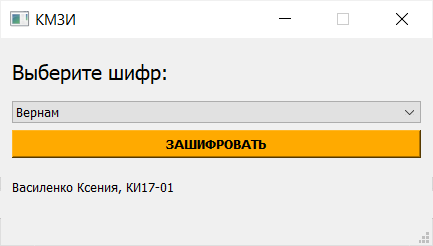 КМЗИ
Выберите шифр:
Вернам
ЗАШИФРОВАТЬ
Василенко Ксения, КИ17-01